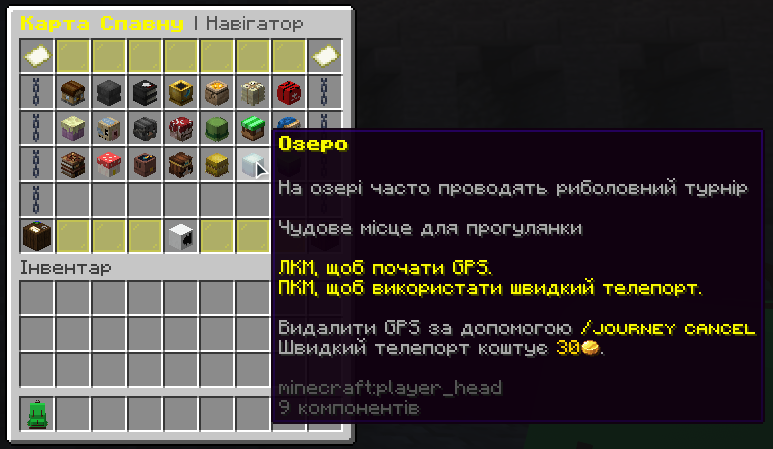 Карта Спавну | Навігатор
Озеро
На озері часто проводять риболовний турнір
Чудове місце для прогулянки
ЛКМ, щоб почати GPS.
ПКМ, щоб використати швидкий телепорт.
Видалити GPS за допомогою /JOURNEY CANCEL
Швидкий телепорт коштує 30.
minecraft:player_head
9 компонентів
Інвентар